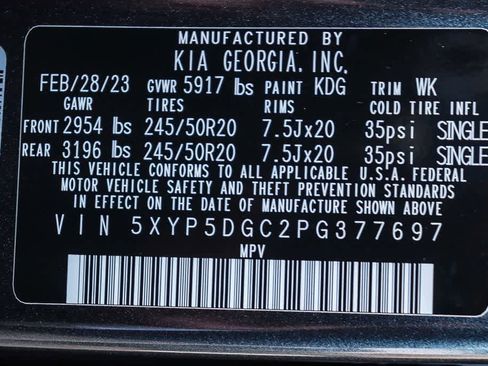 MANUFACTURED BY
KIA GEORGIA, INC.
FEB/28/23 GVWR 5917 lbs PAINT KDG TRIM WK
GAWR TIRES RIMS COLD TIRE INFL
FRONT 2954 lbs 245/50R20 7.5Jx20 35psi SINGLE
REAR 3196 lbs 245/50R20 7.5Jx20 35psi SINGLE
THIS VEHICLE CONFORMS TO ALL APPLICABLE U.S.A. FEDERAL
MOTOR VEHICLE SAFETY AND THEFT PREVENTION STANDARDS
IN EFFECT ON THE DATE OF MANUFACTURE SHOWN ABOVE
VIN 5XYP5DGC2PG377697
MPV